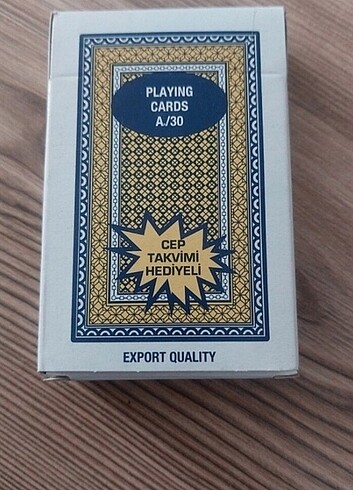 PLAYING
CARDS
A./30
CEP
TAKVİMİ
HEDİYELİ
EXPORT QUALITY